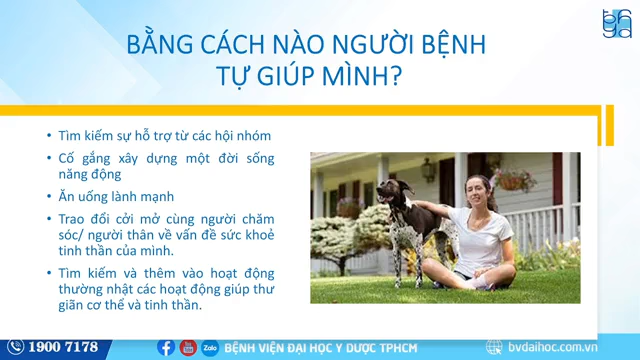 BẰNG CÁCH NÀO NGƯỜI BỆNH
TỰ GIÚP MÌNH?
• Tìm kiếm sự hỗ trợ từ các hội nhóm
• Cố gắng xây dựng một đời sống
năng động
• Ăn uống lành mạnh
• Trao đổi cởi mở cùng người chăm
sóc/ người thân về vấn đề sức khoẻ
tinh thần của mình.
• Tìm kiếm và thêm vào hoạt động
thường nhật các hoạt động giúp thư
giãn cơ thể và tinh thần.
1900 7178
Zalo
BỆNH VIỆN ĐẠI HỌC Y DƯỢC TPHCM
bvdaihoc.com.vn